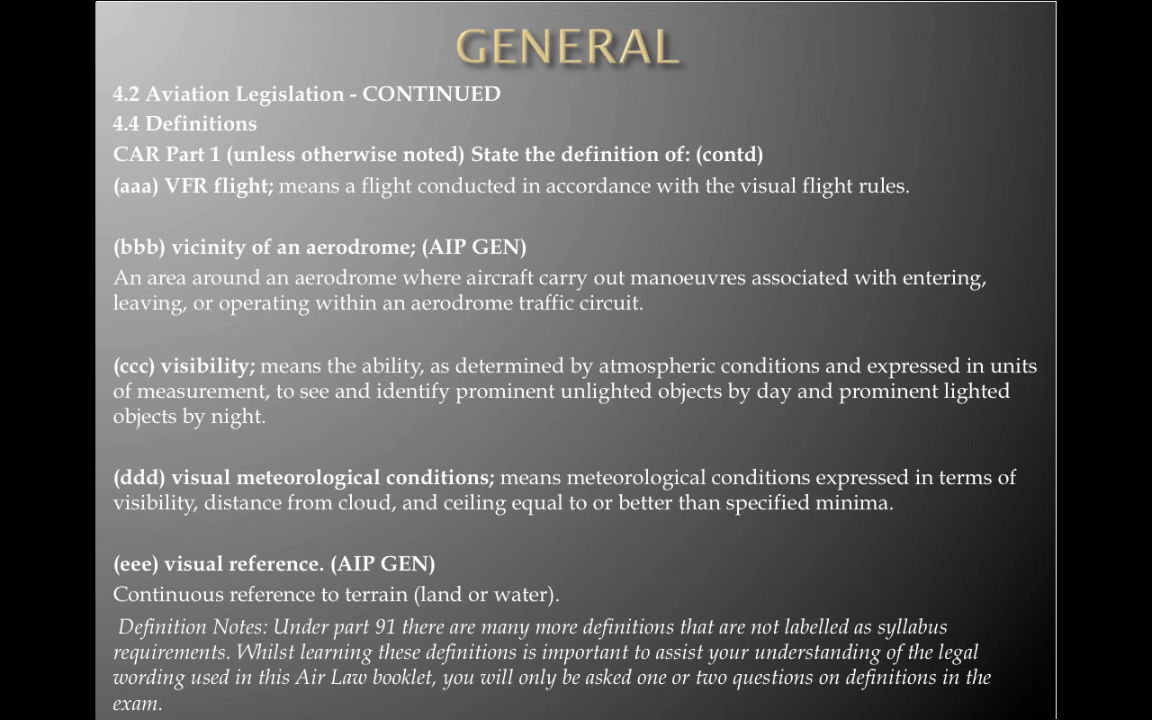 GENERAL
4.2 Aviation Legislation - CONTINUED
4.4 Definitions
CAR Part 1 (unless otherwise noted) State the definition of: (contd)
(aaa) VFR flight; means a flight conducted in accordance with the visual flight rules.
(bbb) vicinity of an aerodrome; (AIP GEN)
An area around an aerodrome where aircraft carry out manoeuvres associated with entering,
leaving, or operating within an aerodrome traffic circuit.
(ccc) visibility; means the ability, as determined by atmospheric conditions and expressed in units
of measurement, to see and identify prominent unlighted objects by day and prominent lighted
objects by night.
(ddd) visual meteorological conditions; means meteorological conditions expressed in terms of
visibility, distance from cloud, and ceiling equal to or better than specified minima.
(eee) visual reference. (AIP GEN)
Continuous reference to terrain (land or water).
Definition Notes: Under part 91 there are many more definitions that are not labelled as syllabus
requirements. Whilst learning these definitions is important to assist your understanding of the legal
wording used in this Air Law booklet, you will only be asked one or two questions on definitions in the
exam.